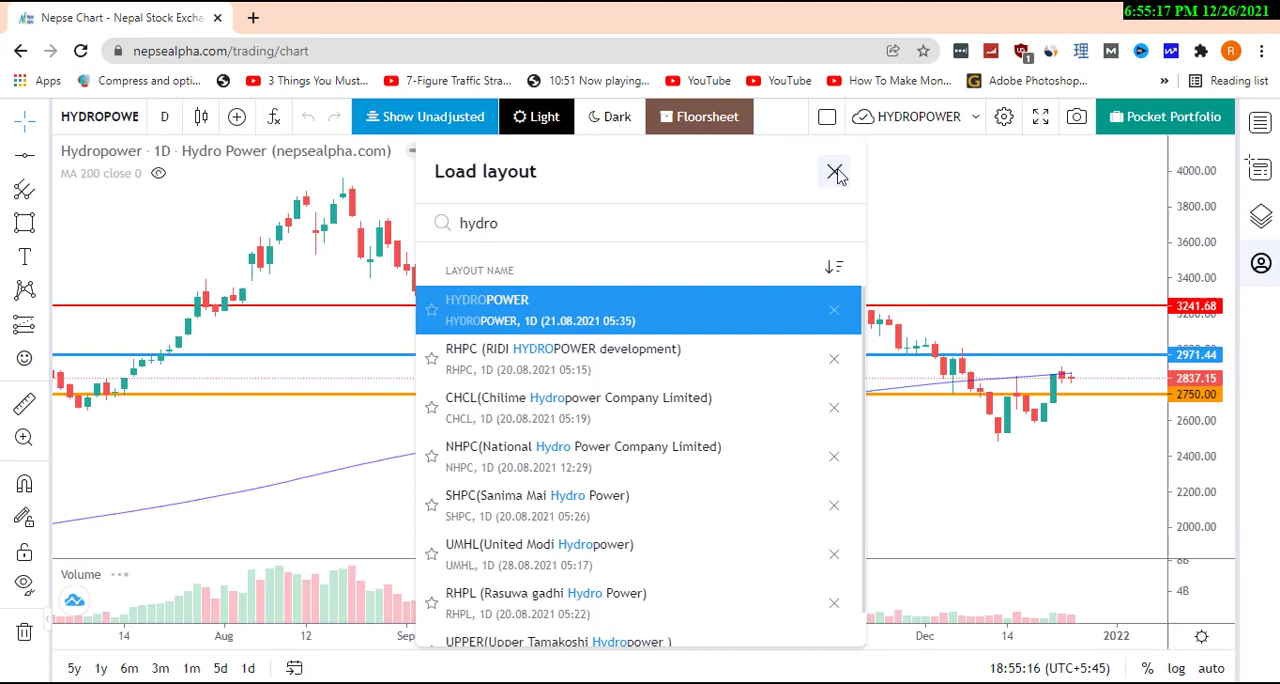 6:55:17 PM 12/26/2021
Nepse Chart - Nepal Stock Excha
nepsealpha.com/trading/chart
Apps
Compress and opti...
3 Things You Must...
7-Figure Traffic Stra...
10:51 Now playing...
YouTube
YouTube
How To Make Mon...
Adobe Photoshop...
Reading list
HYDROPOWE
D
Show Unadjusted
Light
Dark
Floorsheet
HYDROPOWER
Pocket Portfolio
Hydropower · 1D · Hydro Power (nepsealpha.com)
MA 200 close 0
Load layout
hydro
LAYOUT NAME
HYDROPOWER
HYDROPOWER, 1D (21.08.2021 05:35)
RHPC (RIDI HYDROPOWER development)
RHPC, 1D (20.08.2021 05:15)
CHCL(Chilime Hydropower Company Limited)
CHCL, 1D (20.08.2021 05:19)
NHPC(National Hydro Power Company Limited)
NHPC, 1D (20.08.2021 12:29)
SHPC(Sanima Mai Hydro Power)
SHPC, 1D (20.08.2021 05:26)
UMHL(United Modi Hydropower)
UMHL, 1D (28.08.2021 05:17)
RHPL (Rasuwa gadhi Hydro Power)
RHPL, 1D (20.08.2021 05:22)
UPPER(Upper Tamakoshi Hydropower )
4000.00
3800.00
3600.00
3400.00
3241.68
3200.00
2971.44
2837.15
2750.00
2600.00
2400.00
2200.00
2000.00
Volume
6B
4B
14
Aug
12
Sep
Dec
14
2022
5y
1y
6m
3m
1m
5d
1d
18:55:16 (UTC+5:45)
%
log
auto